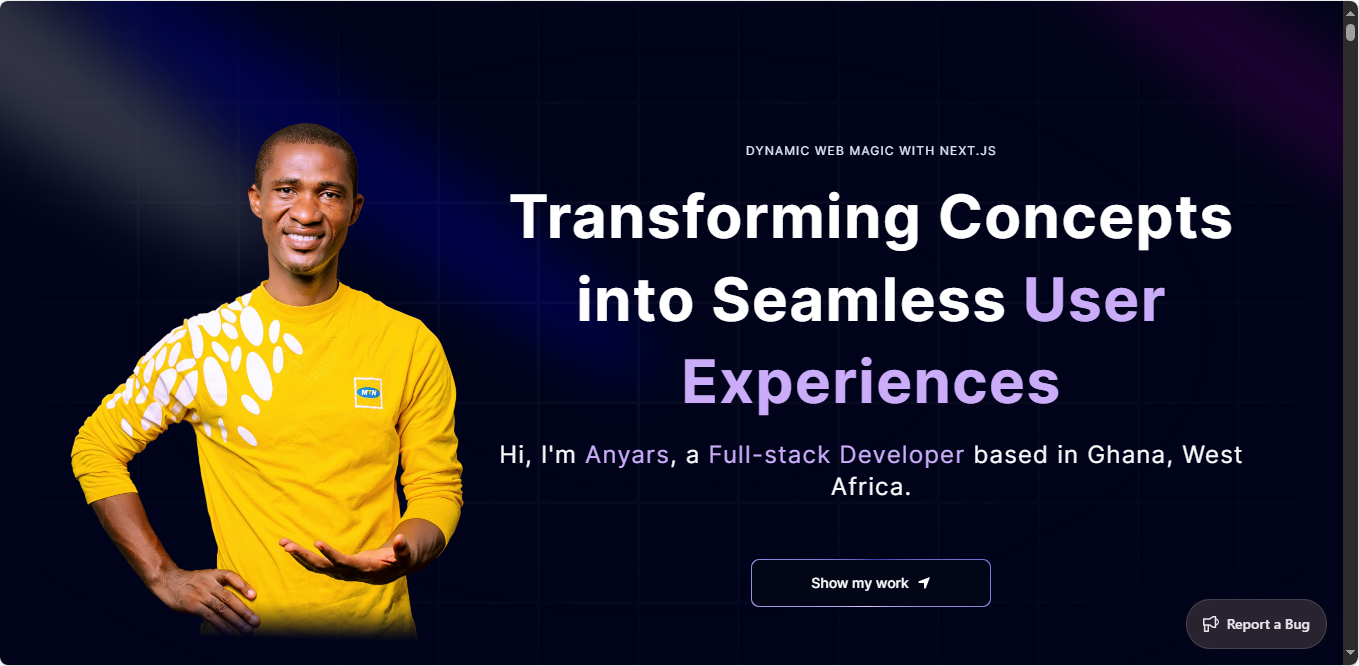 DYNAMIC WEB MAGIC WITH NEXT.JS
Transforming Concepts
into Seamless User
Experiences
MTN
Hi, I'm Anyars, a Full-stack Developer based in Ghana, West
Africa.
Show my work
Report a Bug